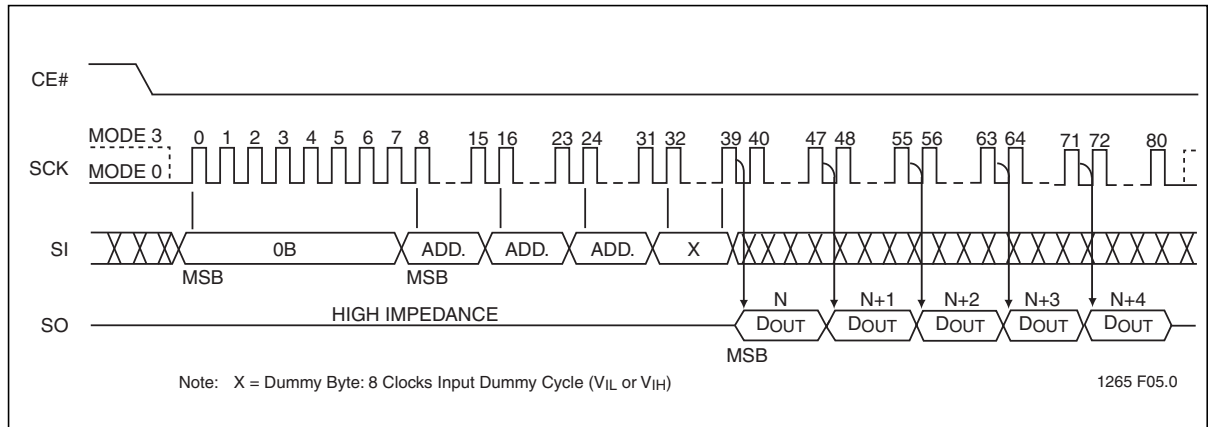 CE#
MODE 3
0 1 2 3 4 5 6 7 8 15 16 23 24 31 32 39 40 47 48 55 56 63 64 71 72 80
SCK
MODE 0
SI
0B
ADD.
ADD.
ADD.
X
MSB
MSB
N
N+1
N+2
N+3
N+4
HIGH IMPEDANCE
SO
DOUT
DOUT
DOUT
DOUT
DOUT
MSB
Note: X = Dummy Byte: 8 Clocks Input Dummy Cycle (VIL or VIH)
1265 F05.0